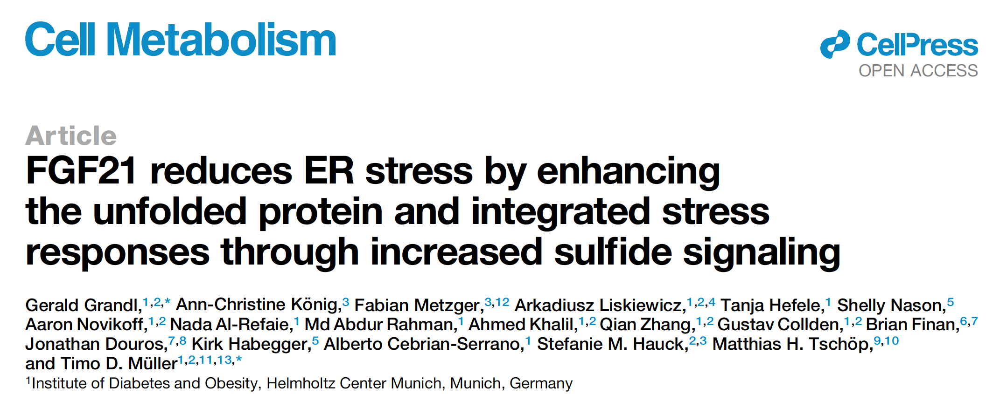 Cell Metabolism
CellPress
OPEN ACCESS
Article
FGF21 reduces ER stress by enhancing
the unfolded protein and integrated stress
responses through increased sulfide signaling
Gerald Grandl,1,2,* Ann-Christine König,3 Fabian Metzger,3,12 Arkadiusz Liskiewicz,1,2,4 Tanja Hefele,1 Shelly Nason,5
Aaron Novikoff,1,2 Nada Al-Refaie,1 Md Abdur Rahman,1 Ahmed Khalil,1,2 Qian Zhang,1,2 Gustav Collden,1,2 Brian Finan,6,7
Jonathan Douros,7,8 Kirk Habegger,5 Alberto Cebrian-Serrano,1 Stefanie M. Hauck,2,3 Matthias H. Tschöp,9,10
and Timo D. Müller1,2,11,13,*
1Institute of Diabetes and Obesity, Helmholtz Center Munich, Munich, Germany